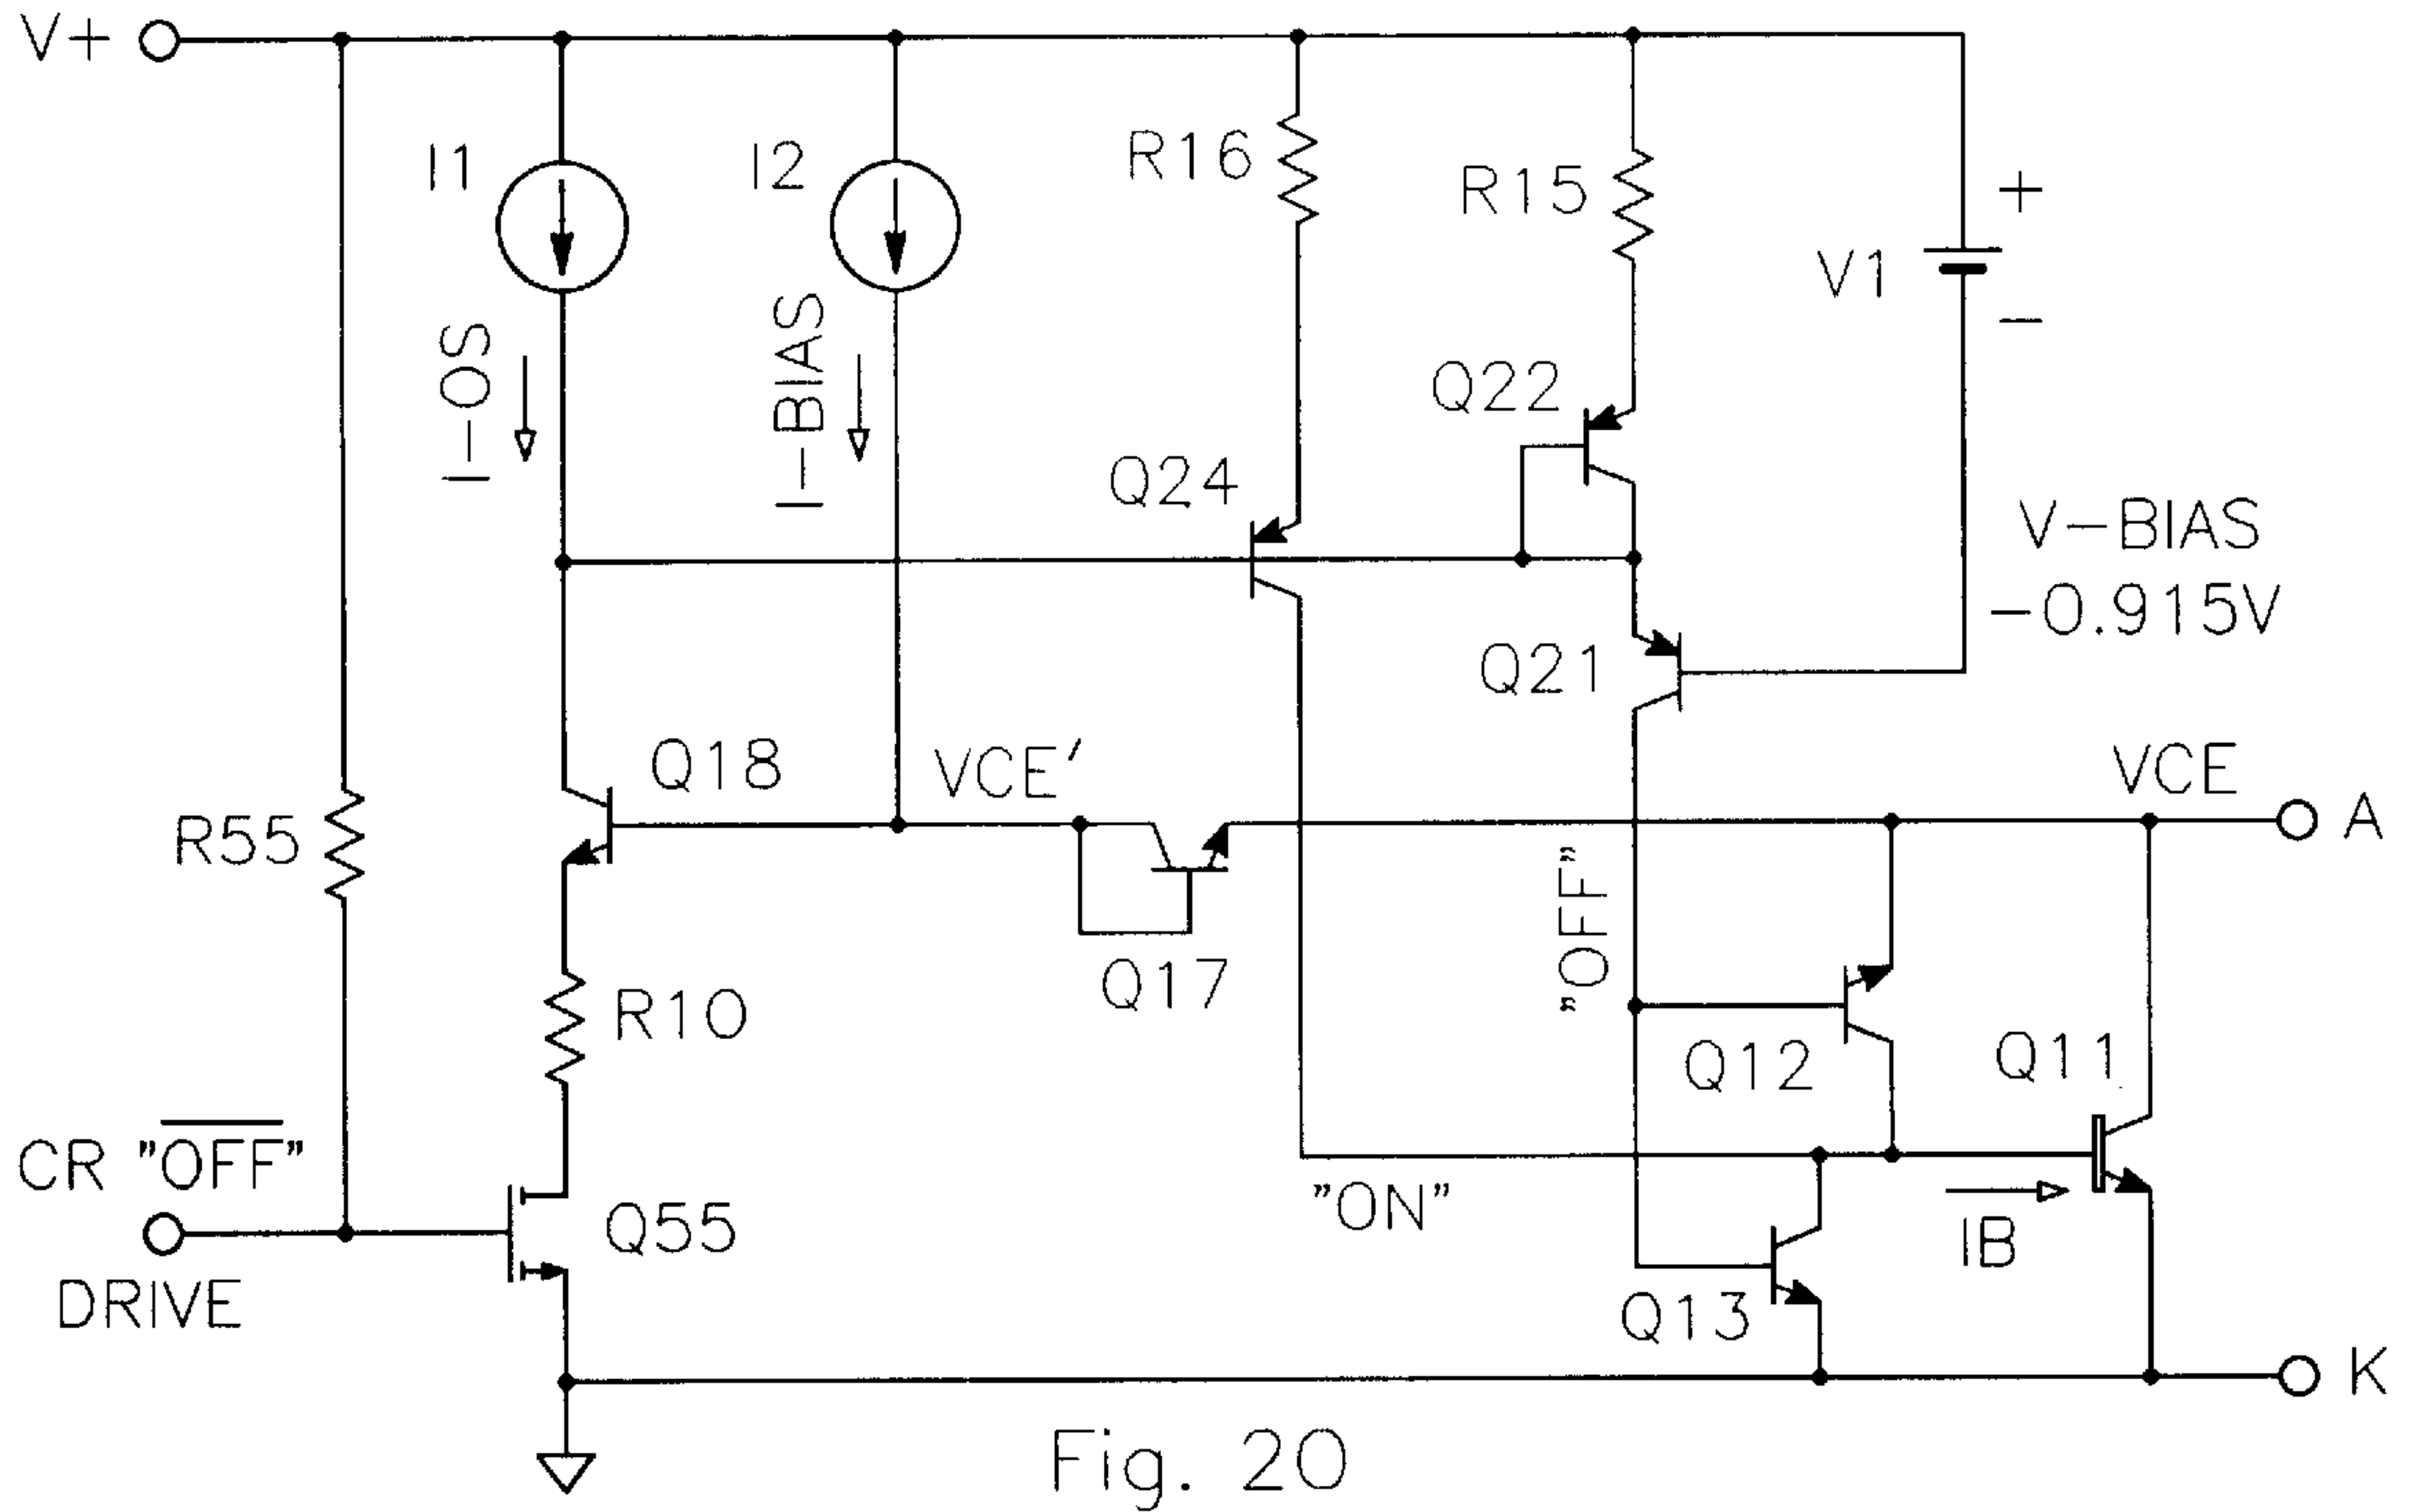 V+
I1
I2
R16
R15
+
V1
-
I-OS
I-BIAS
Q22
Q24
V-BIAS
-0.915V
Q21
Q18
VCE'
VCE
A
R55
"OFF"
Q17
R10
Q12
Q11
CR "OFF"
DRIVE
Q55
"ON"
IB
Q13
K
Fig. 20